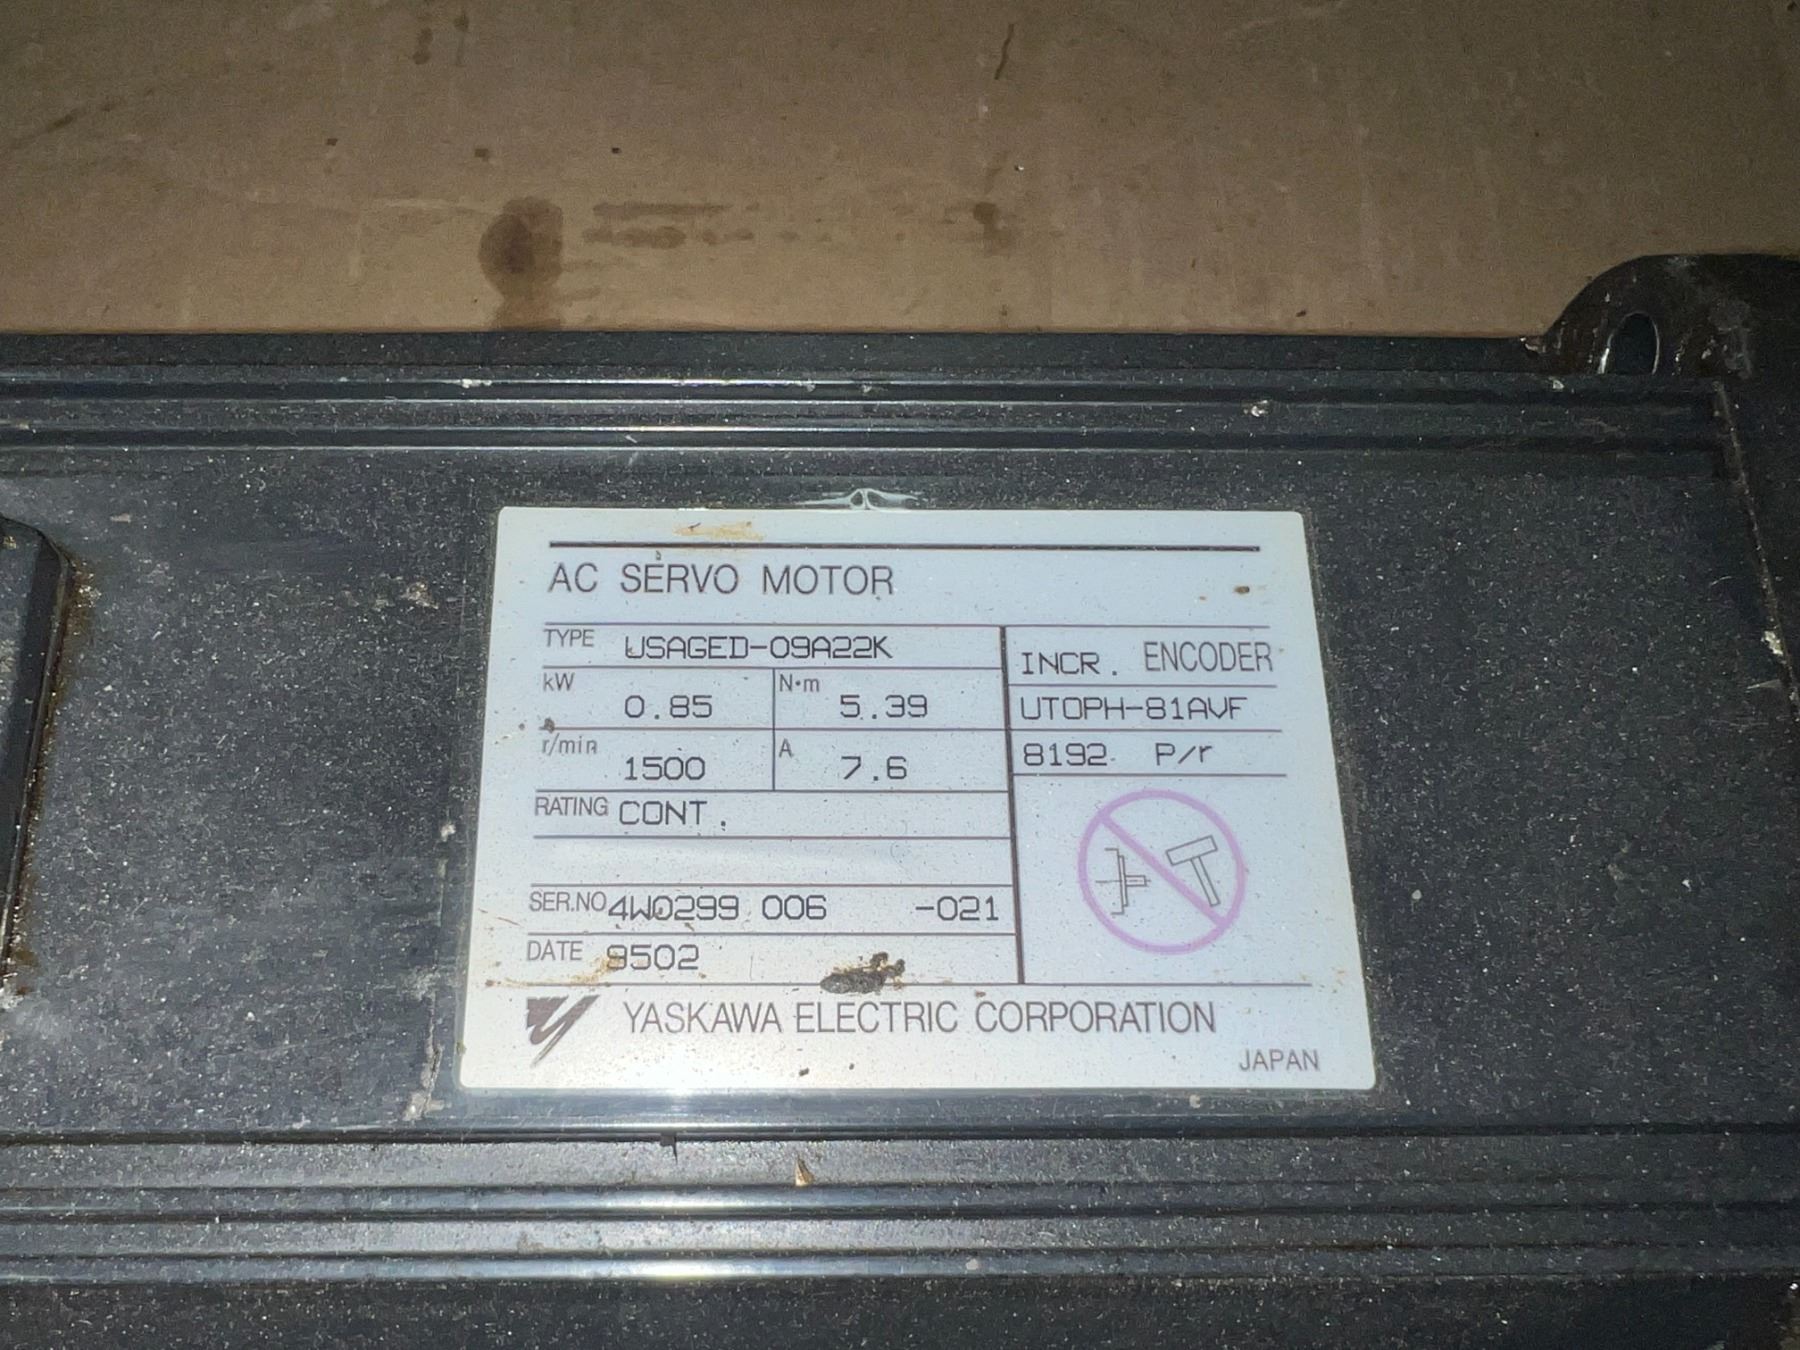 AC SERVO MOTOR
TYPE USAGED-09A22K
INCR. ENCODER
kW 0.85 N·m 5.39
UTOPH-81AVF
r/min 1500 A 7.6
8192 P/r
RATING CONT.
SER.NO 4W0299 006 -021
DATE 9502
YASKAWA ELECTRIC CORPORATION
JAPAN